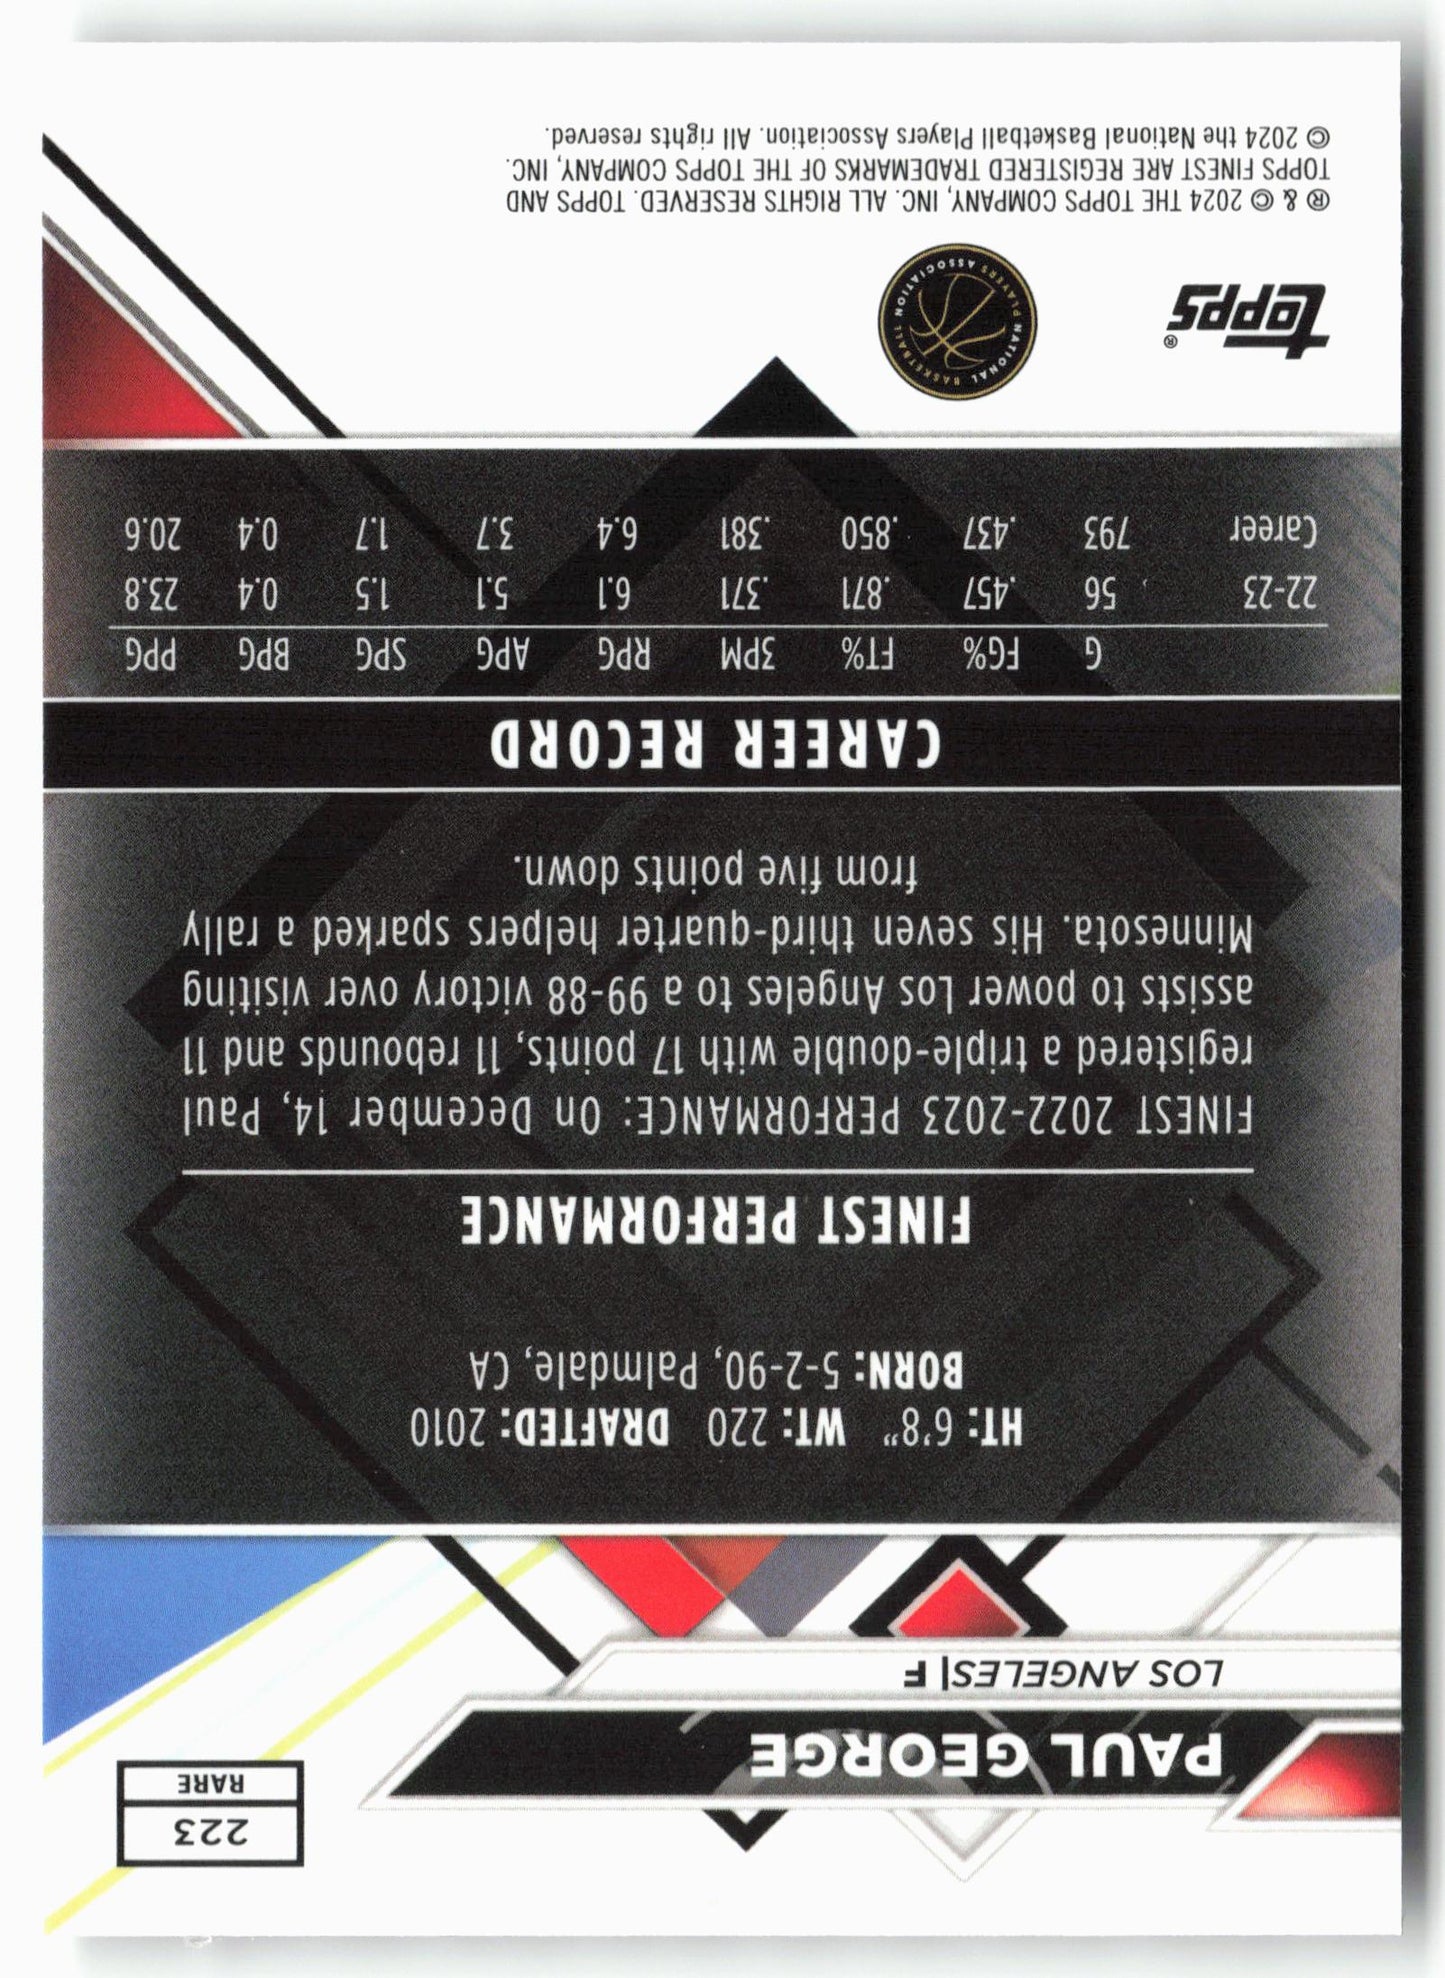 223
RARE
PAUL GEORGE
LOS ANGELES| F
HT: 6'8" WT: 220 DRAFTED: 2010
BORN: 5-2-90, Palmdale, CA
FINEST PERFORMANCE
FINEST 2022-2023 PERFORMANCE: On December 14, Paul
registered a triple-double with 17 points, 11 rebounds and 11
assists to power Los Angeles to a 99-88 victory over visiting
Minnesota. His seven third-quarter helpers sparked a rally
from five points down.
CAREER RECORD
G FG% FT% 3PM RPG APG SPG BPG PPG
22-23 56 .457 .871 .371 6.1 5.1 1.5 0.4 23.8
Career 793 .437 .850 .381 6.4 3.7 1.7 0.4 20.6
topps®
NATIONAL BASKETBALL PLAYERS ASSOCIATION
® & © 2024 THE TOPPS COMPANY, INC. ALL RIGHTS RESERVED. TOPPS AND
TOPPS FINEST ARE REGISTERED TRADEMARKS OF THE TOPPS COMPANY, INC.
© 2024 the National Basketball Players Association. All rights reserved.